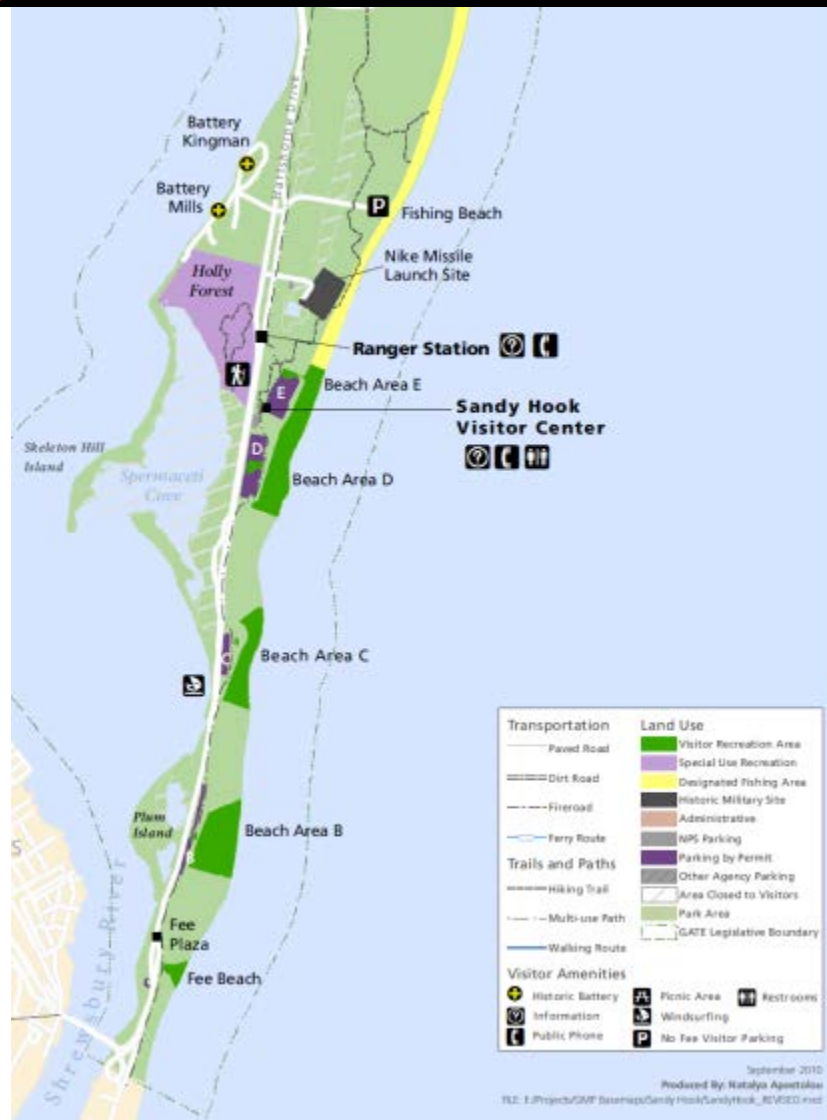 Hartshorne Drive
Battery
Kingman
Battery
Mills
P
Fishing Beach
Nike Missile
Launch Site
Holly
Forest
Ranger Station
Beach Area E
E
Sandy Hook
Visitor Center
D
Skeleton Hill
Island
Spermaceti
Cove
Beach Area D
C
Beach Area C
Plum
Island
B
Beach Area B
Fee
Plaza
Fee Beach
Shrewsbury River
S
Transportation
Paved Road
Dirt Road
Fireroad
Ferry Route
Trails and Paths
Hiking Trail
Multi-use Path
Walking Route
Land Use
Visitor Recreation Area
Special Use Recreation
Designated Fishing Area
Historic Military Site
Administrative
NPS Parking
Parking by Permit
Other Agency Parking
Area Closed to Visitors
Park Area
GATE Legislative Boundary
Visitor Amenities
Historic Battery
Picnic Area
Restrooms
Information
Windsurfing
Public Phone
P No Fee Visitor Parking
September 2010
Produced By: Natalya Apostolou